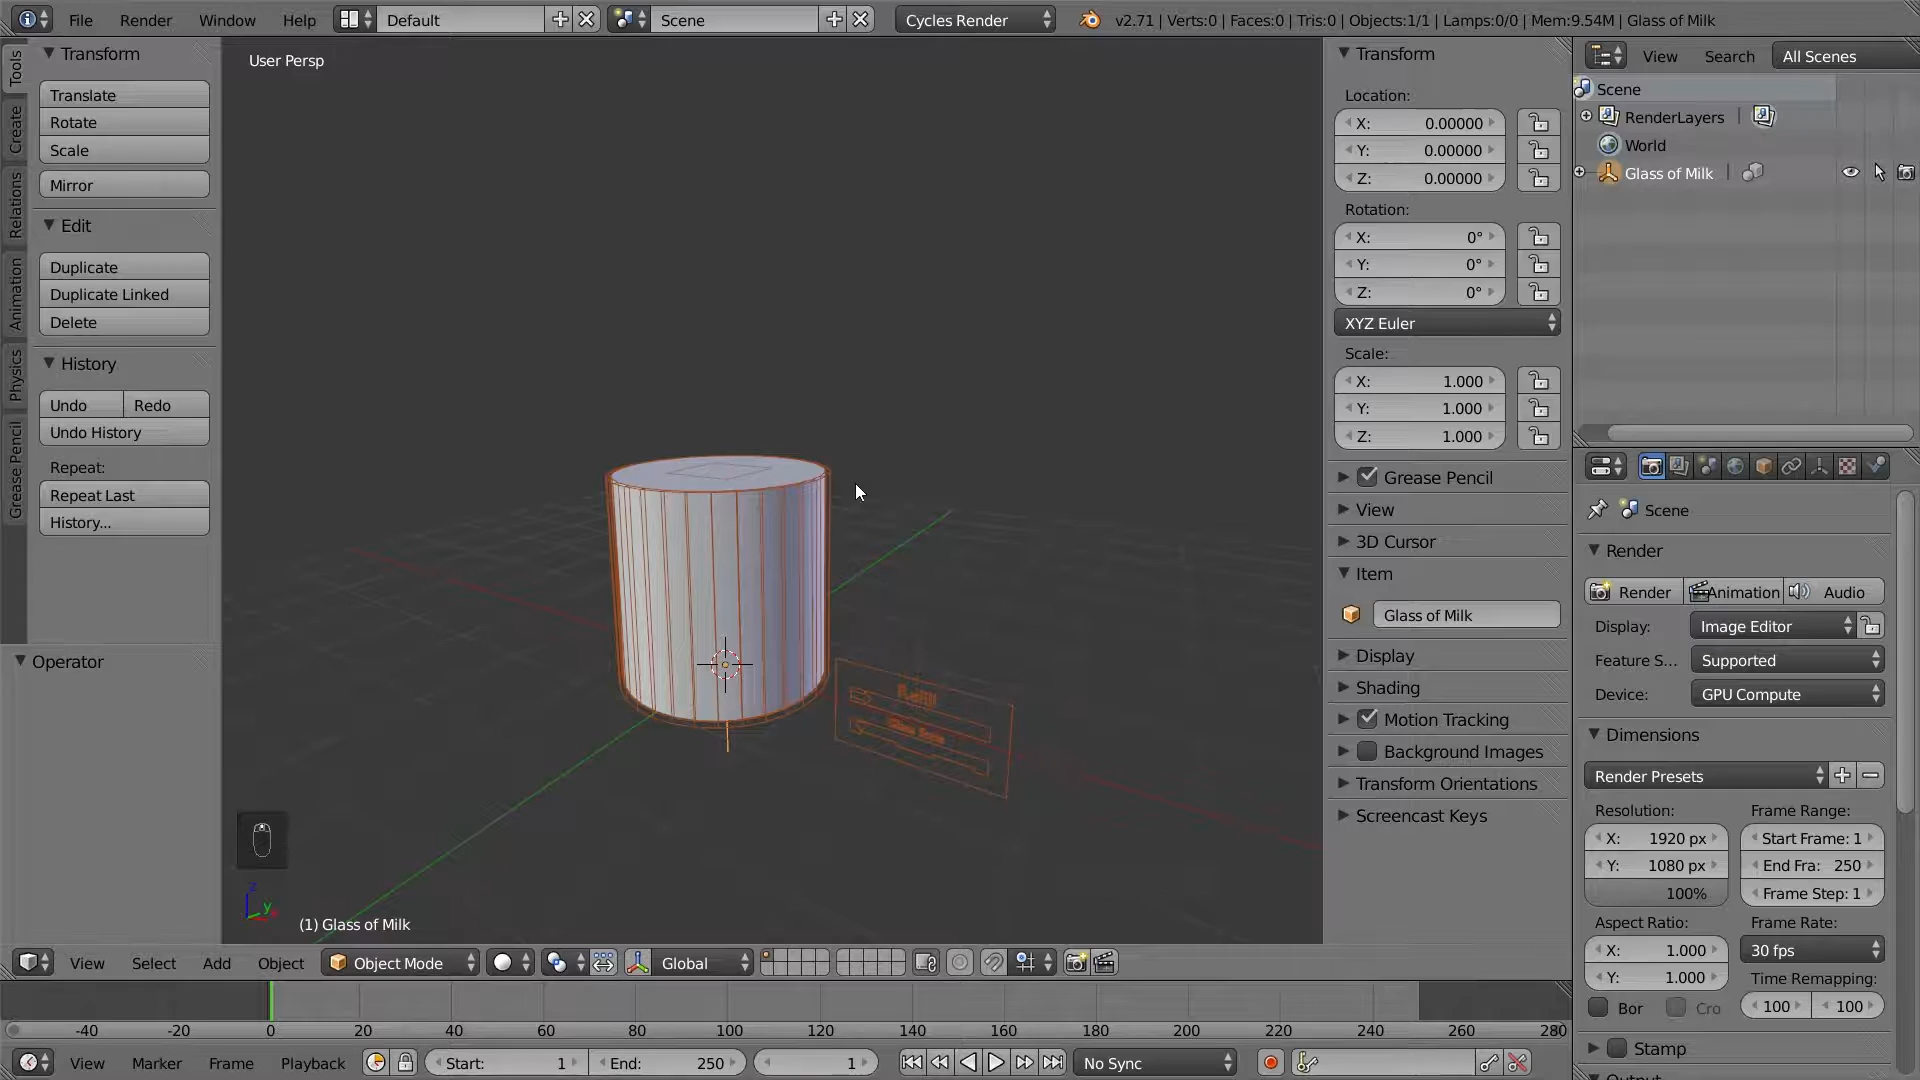 File Render Window Help Default Scene Cycles Render v2.71 | Verts:0 | Faces:0 | Tris:0 | Objects:1/1 | Lamps:0/0 | Mem:9.54M | Glass of Milk
Tools
Create
Relations
Animation
Physics
Grease Pencil
Transform
Translate
Rotate
Scale
Mirror
Edit
Duplicate
Duplicate Linked
Delete
History
Undo Redo
Undo History
Repeat:
Repeat Last
History...
Operator
User Persp
(1) Glass of Milk
Transform
Location:
X: 0.00000
Y: 0.00000
Z: 0.00000
Rotation:
X: 0°
Y: 0°
Z: 0°
XYZ Euler
Scale:
X: 1.000
Y: 1.000
Z: 1.000
Grease Pencil
View
3D Cursor
Item
Glass of Milk
Display
Shading
Motion Tracking
Background Images
Transform Orientations
Screencast Keys
View Search All Scenes
Scene
RenderLayers |
World
Glass of Milk |
Scene
Render
Render Animation Audio
Display: Image Editor
Feature S... Supported
Device: GPU Compute
Dimensions
Render Presets
Resolution: Frame Range:
X: 1920 px Start Frame: 1
Y: 1080 px End Fra: 250
100% Frame Step: 1
Aspect Ratio: Frame Rate:
X: 1.000 30 fps
Y: 1.000 Time Remapping:
Bor Cro 100 100
Stamp
View Select Add Object Object Mode Global
-40 -20 0 20 40 60 80 100 120 140 160 180 200 220 240 260 280
View Marker Frame Playback Start: 1 End: 250 1 No Sync